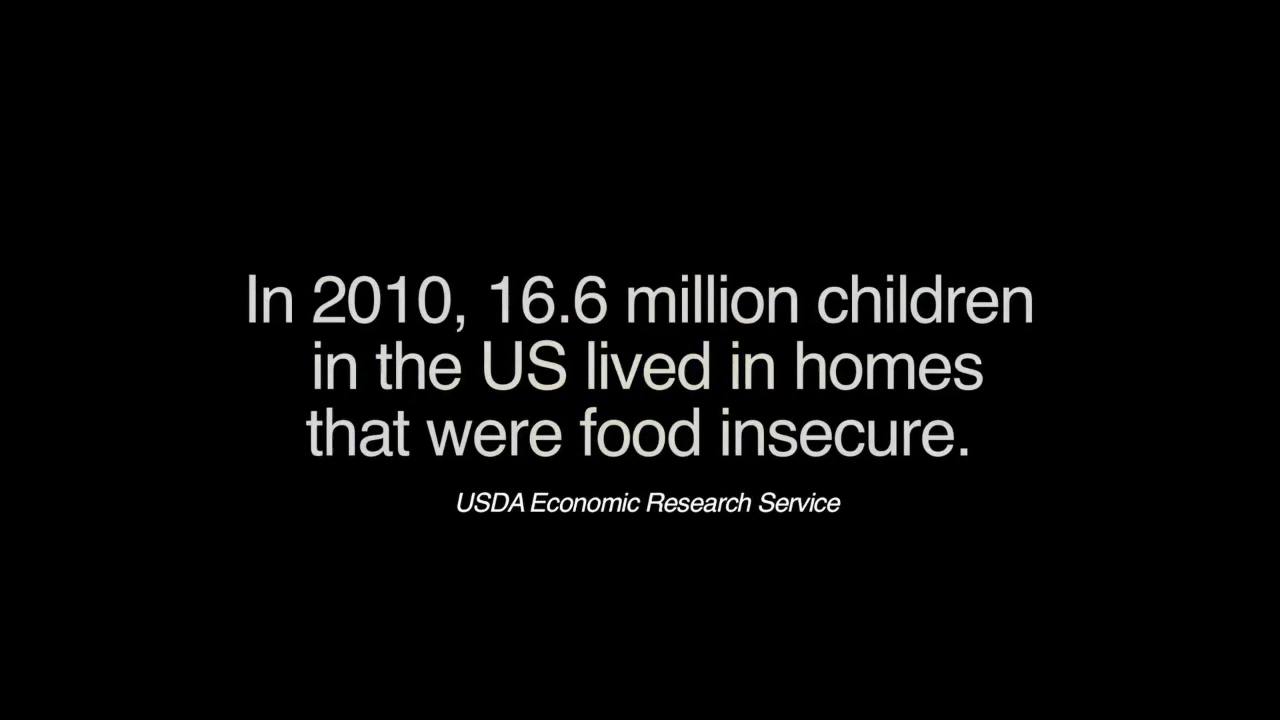 In 2010, 16.6 million children
in the US lived in homes
that were food insecure.
USDA Economic Research Service